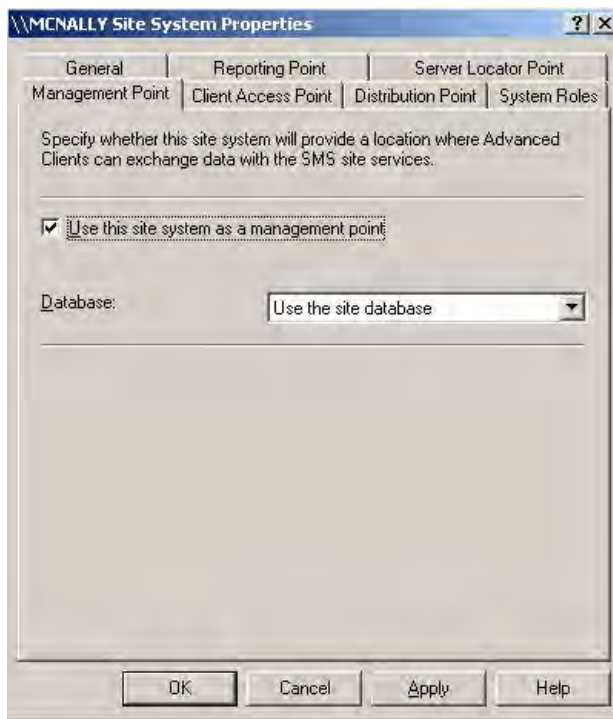 \\MCNALLY Site System Properties
General Reporting Point Server Locator Point
Management Point Client Access Point Distribution Point System Roles
Specify whether this site system will provide a location where Advanced
Clients can exchange data with the SMS site services.
Use this site system as a management point
Database: Use the site database
OK Cancel Apply Help